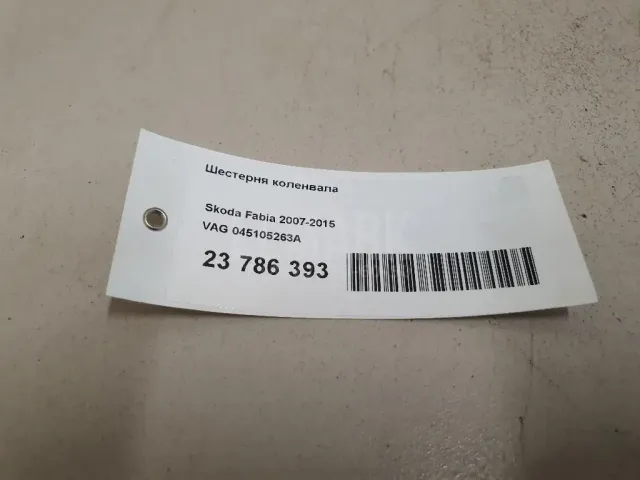 Шестерня коленвала
Skoda Fabia 2007-2015
VAG 045105263A
23 786 393